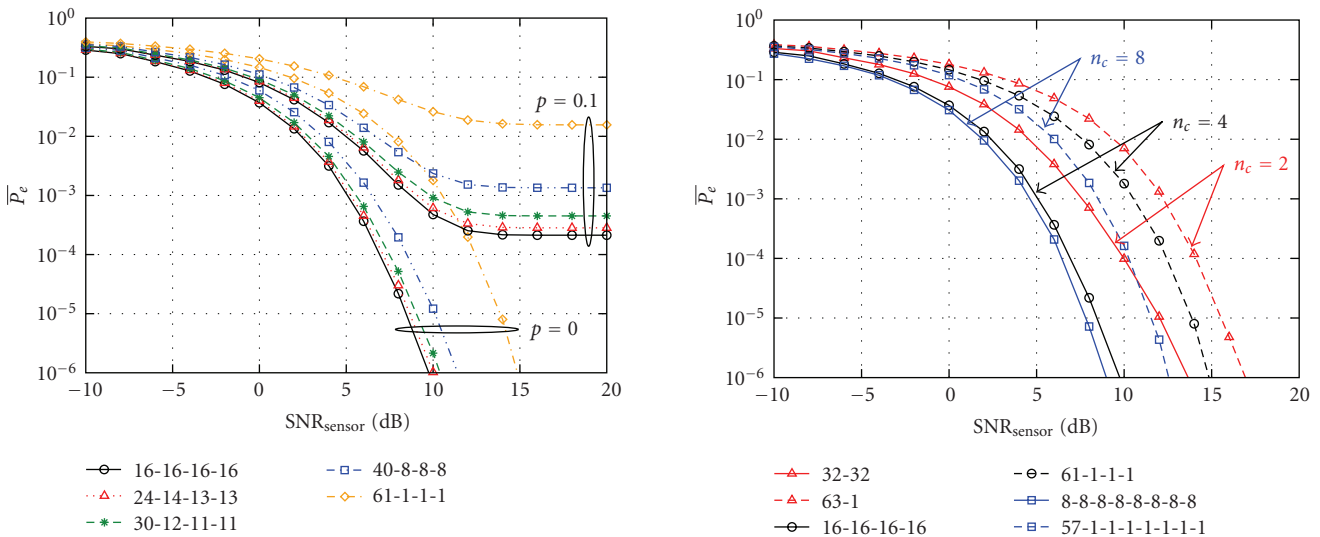 10^0
10^-1
10^-2
10^-3
10^-4
10^-5
10^-6
P_e
p = 0.1
p = 0
−10 −5 0 5 10 15 20
SNR_sensor (dB)
16-16-16-16
24-14-13-13
30-12-11-11
40-8-8-8
61-1-1-1
10^0
10^-1
10^-2
10^-3
10^-4
10^-5
10^-6
P_e
n_c = 8
n_c = 4
n_c = 2
−10 −5 0 5 10 15 20
SNR_sensor (dB)
32-32
63-1
16-16-16-16
61-1-1-1
8-8-8-8-8-8-8-8
57-1-1-1-1-1-1-1